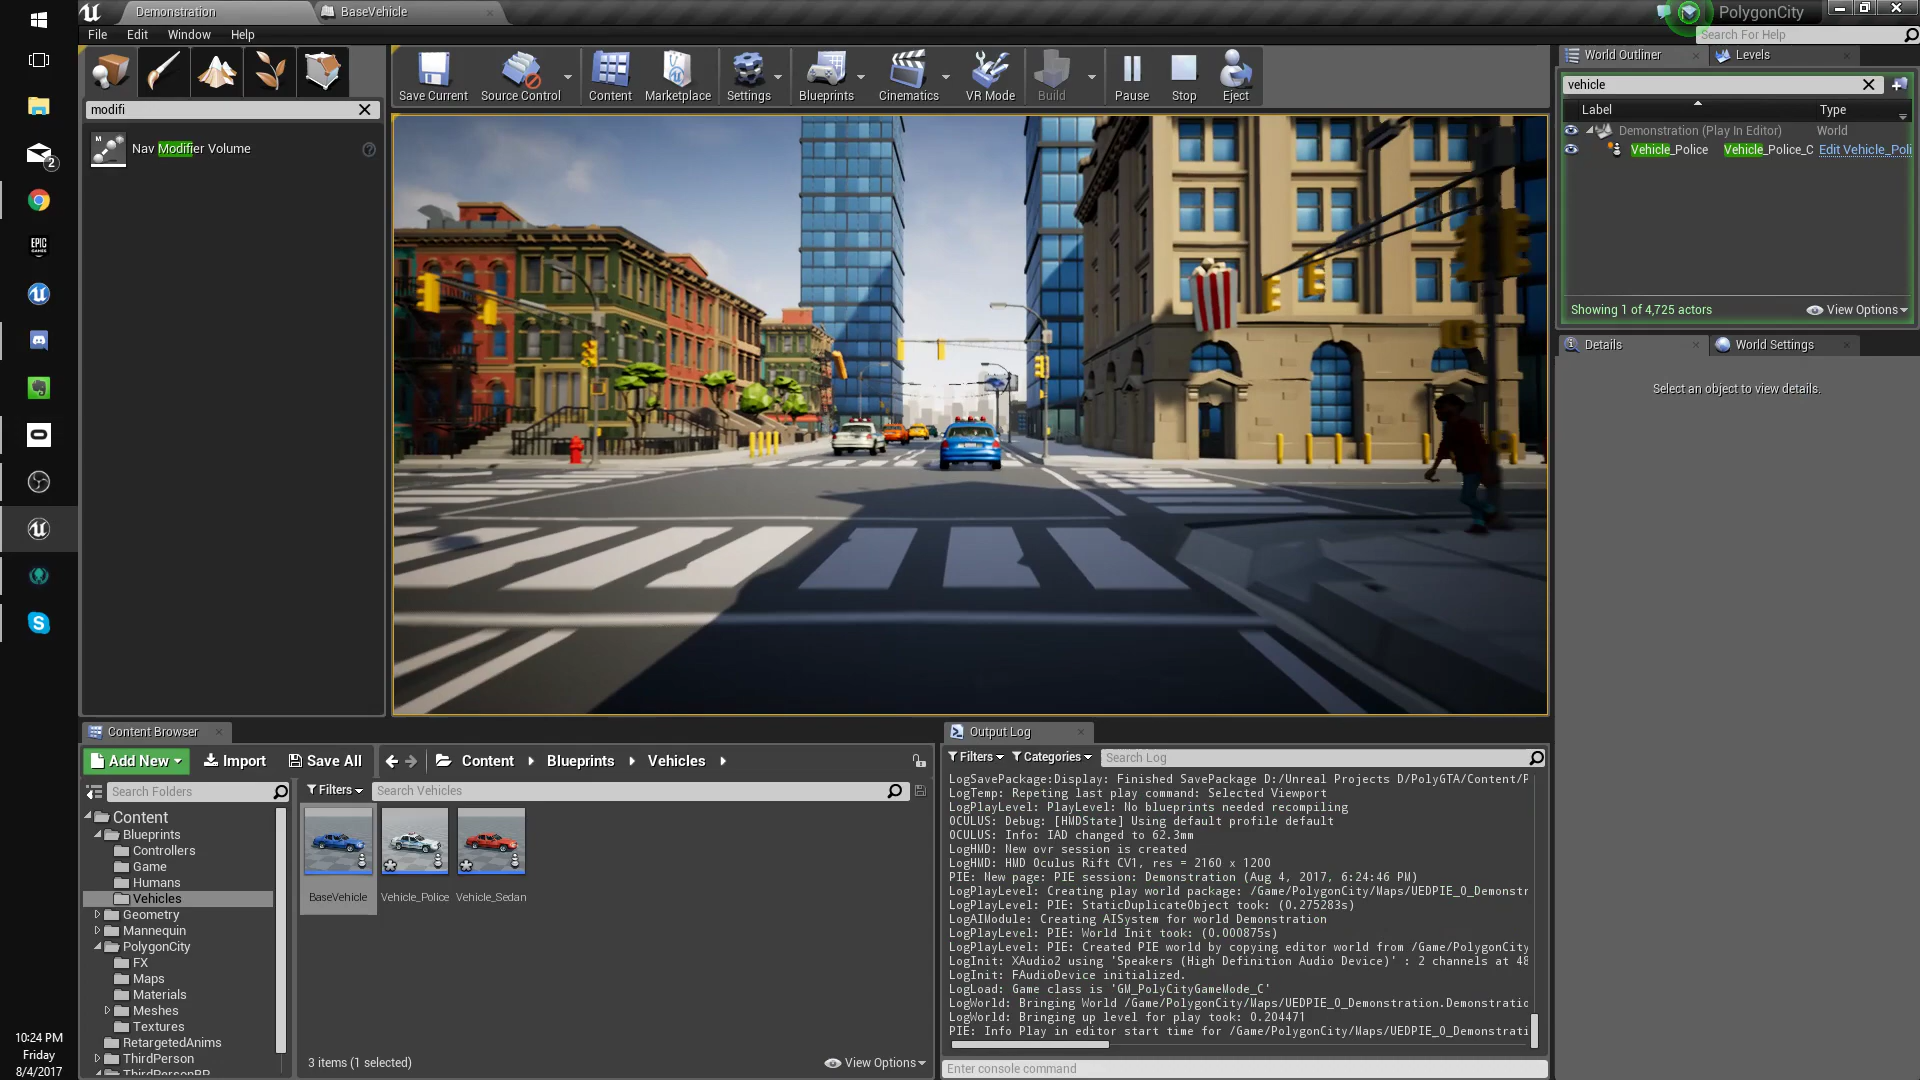 Demonstration
BaseVehicle
PolygonCity
File Edit Window Help
Search For Help
modifi
Nav Modifier Volume
Save Current
Source Control
Content
Marketplace
Settings
Blueprints
Cinematics
VR Mode
Build
Pause
Stop
Eject
World Outliner
Levels
vehicle
Label
Type
Demonstration (Play In Editor) World
Vehicle_Police Vehicle_Police_C Edit Vehicle_Poli
Showing 1 of 4,725 actors
View Options
Details
World Settings
Select an object to view details.
EPIC
GAMES
2
Content Browser
Add New
Import
Save All
Content
Blueprints
Vehicles
Search Folders
Filters
Search Vehicles
Content
Blueprints
Controllers
Game
Humans
Vehicles
Geometry
Mannequin
PolygonCity
FX
Maps
Materials
Meshes
Textures
RetargetedAnims
ThirdPerson
ThirdPersonBP
BaseVehicle
Vehicle_Police
Vehicle_Sedan
3 items (1 selected)
View Options
Output Log
Filters
Categories
Search Log
LogSavePackage:Display: Finished SavePackage D:/Unreal Projects D/PolyGTA/Content/P
LogTemp: Repeting last play command: Selected Viewport
LogPlayLevel: PlayLevel: No blueprints needed recompiling
OCULUS: Debug: [HMDState] Using default profile default
OCULUS: Info: IAD changed to 62.3mm
LogHMD: New ovr session is created
LogHMD: HMD Oculus Rift CV1, res = 2160 x 1200
PIE: New page: PIE session: Demonstration (Aug 4, 2017, 6:24:46 PM)
LogPlayLevel: Creating play world package: /Game/PolygonCity/Maps/UEDPIE_0_Demonstr
LogPlayLevel: PIE: StaticDuplicateObject took: (0.275283s)
LogAIModule: Creating AISystem for world Demonstration
LogPlayLevel: PIE: World Init took: (0.000875s)
LogPlayLevel: PIE: Created PIE world by copying editor world from /Game/PolygonCity
LogInit: XAudio2 using 'Speakers (High Definition Audio Device)' : 2 channels at 48
LogInit: FAudioDevice initialized.
LogLoad: Game class is 'GM_PolyCityGameMode_C'
LogWorld: Bringing World /Game/PolygonCity/Maps/UEDPIE_0_Demonstration.Demonstratio
LogWorld: Bringing up level for play took: 0.204471
PIE: Info Play in editor start time for /Game/PolygonCity/Maps/UEDPIE_0_Demonstrati
Enter console command
10:24 PM
Friday
8/4/2017